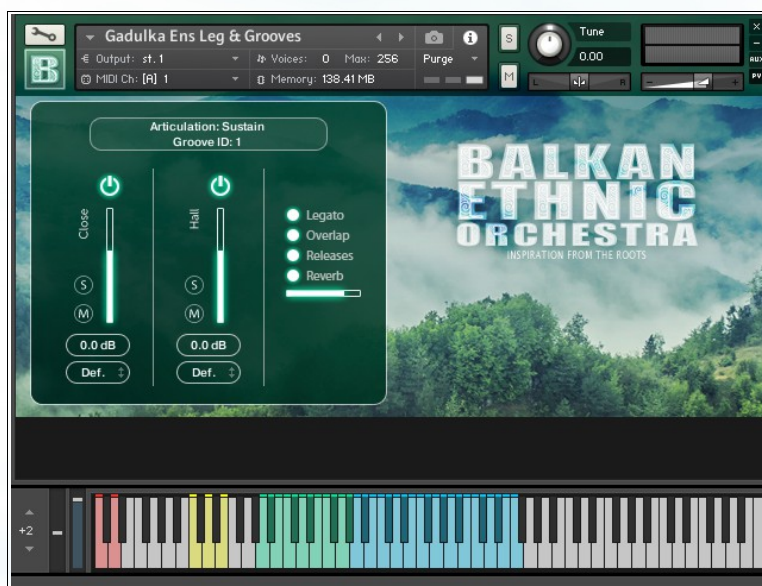 Gadulka Ens Leg & Grooves
Output: st. 1
Voices: 0 Max: 256
Purge
MIDI Ch: [A] 1
Memory: 138.41 MB
S
M
Tune
0.00
L
R
AUX
PV
B
Articulation: Sustain
Groove ID: 1
Close
S
M
0.0 dB
Def.
Hall
S
M
0.0 dB
Def.
Legato
Overlap
Releases
Reverb
BALKAN
ETHNIC
ORCHESTRA
INSPIRATION FROM THE ROOTS
+2